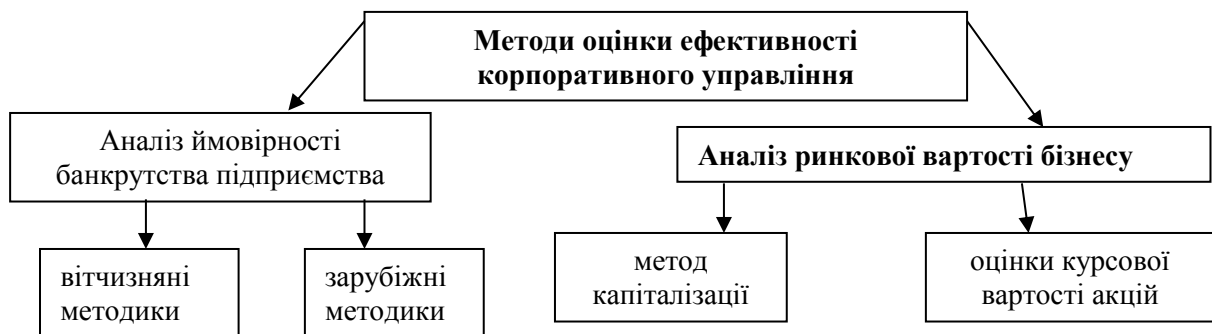 Методи оцінки ефективності
корпоративного управління
Аналіз ймовірності
банкрутства підприємства
Аналіз ринкової вартості бізнесу
вітчизняні
методики
зарубіжні
методики
метод
капіталізації
оцінки курсової
вартості акцій